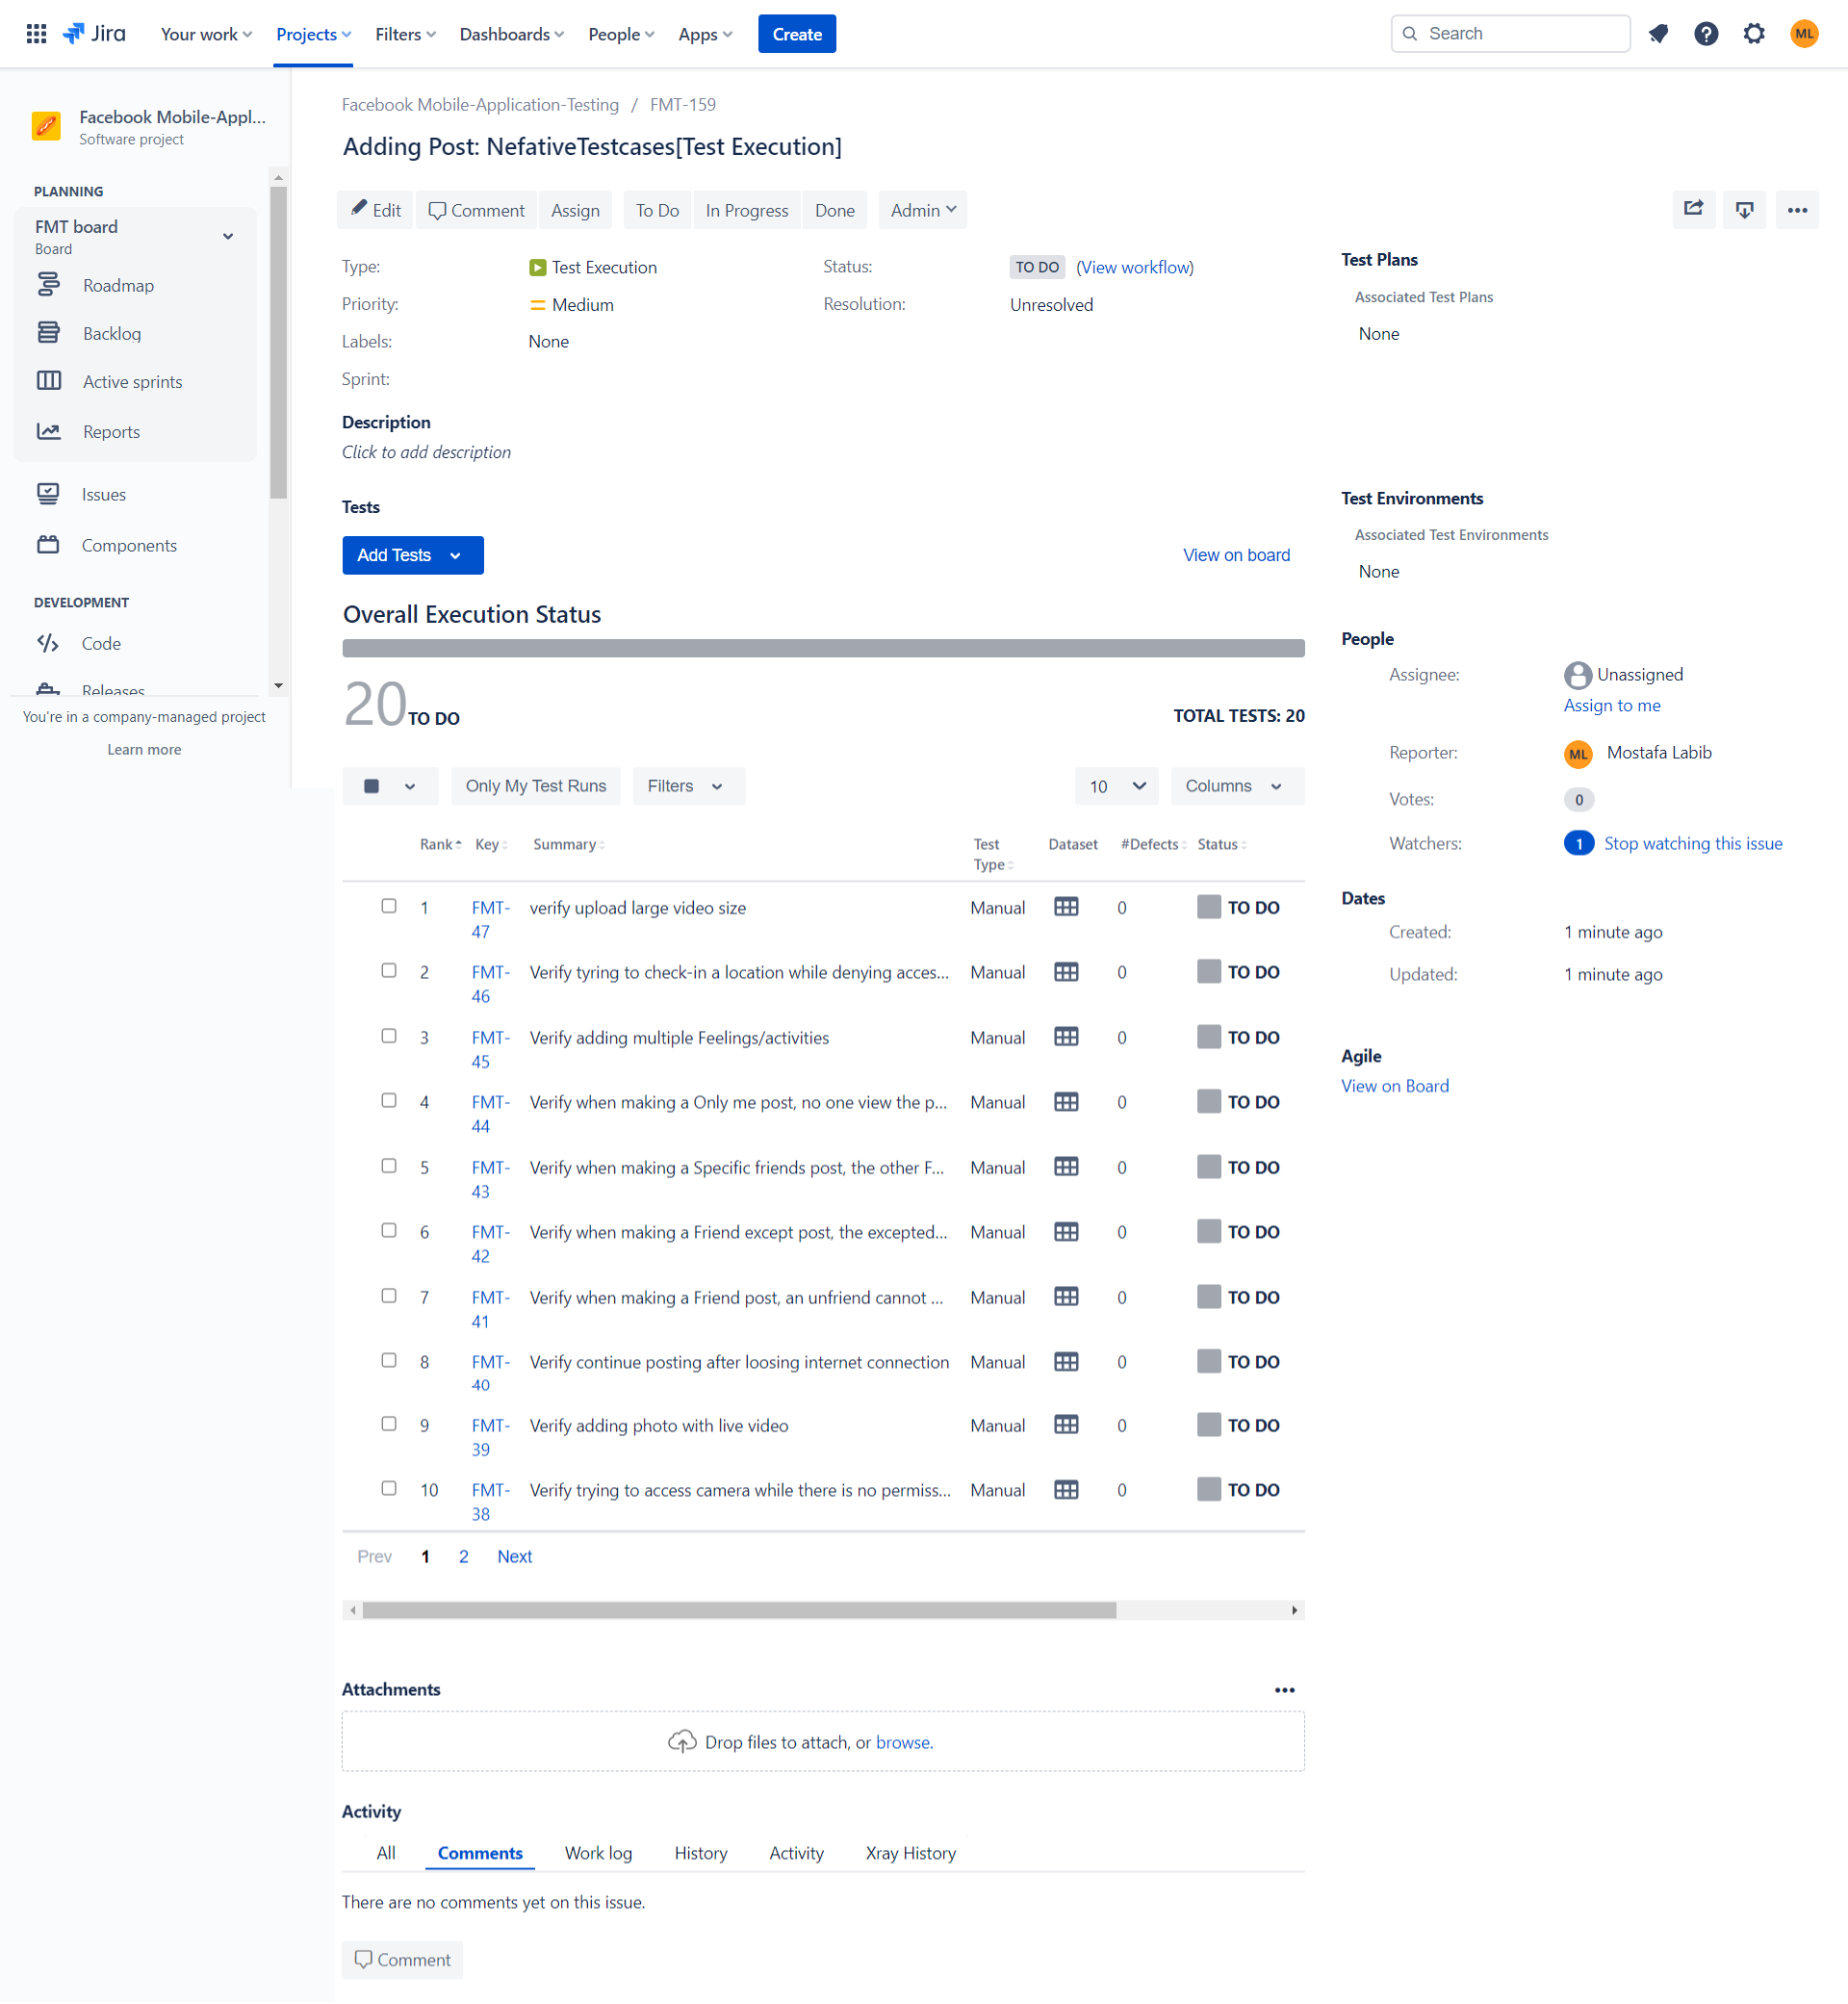 Jira
Your work
Projects
Filters
Dashboards
People
Apps
Create
Search
ML
Facebook Mobile-Appl...
Software project
PLANNING
FMT board
Board
Roadmap
Backlog
Active sprints
Reports
Issues
Components
DEVELOPMENT
Code
Releases
You're in a company-managed project
Learn more
Facebook Mobile-Application-Testing / FMT-159
Adding Post: NefativeTestcases[Test Execution]
Edit
Comment
Assign
To Do
In Progress
Done
Admin
Type: Test Execution
Status: TO DO (View workflow)
Priority: Medium
Resolution: Unresolved
Labels: None
Sprint:
Description
Click to add description
Tests
Add Tests
View on board
Overall Execution Status
20 TO DO
TOTAL TESTS: 20
Only My Test Runs
Filters
10
Columns
Rank Key Summary Test Type Dataset #Defects Status
1 FMT-47 verify upload large video size Manual 0 TO DO
2 FMT-46 Verify tyring to check-in a location while denying acces... Manual 0 TO DO
3 FMT-45 Verify adding multiple Feelings/activities Manual 0 TO DO
4 FMT-44 Verify when making a Only me post, no one view the p... Manual 0 TO DO
5 FMT-43 Verify when making a Specific friends post, the other F... Manual 0 TO DO
6 FMT-42 Verify when making a Friend except post, the excepted... Manual 0 TO DO
7 FMT-41 Verify when making a Friend post, an unfriend cannot ... Manual 0 TO DO
8 FMT-40 Verify continue posting after loosing internet connection Manual 0 TO DO
9 FMT-39 Verify adding photo with live video Manual 0 TO DO
10 FMT-38 Verify trying to access camera while there is no permiss... Manual 0 TO DO
Prev 1 2 Next
Attachments
Drop files to attach, or browse.
Activity
All
Comments
Work log
History
Activity
Xray History
There are no comments yet on this issue.
Comment
Test Plans
Associated Test Plans
None
Test Environments
Associated Test Environments
None
People
Assignee: Unassigned
Assign to me
Reporter: ML Mostafa Labib
Votes: 0
Watchers: 1 Stop watching this issue
Dates
Created: 1 minute ago
Updated: 1 minute ago
Agile
View on Board